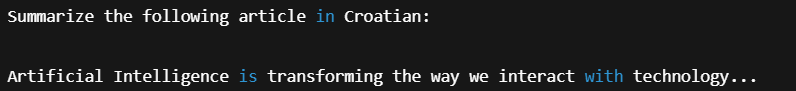 Summarize the following article in Croatian:
Artificial Intelligence is transforming the way we interact with technology...